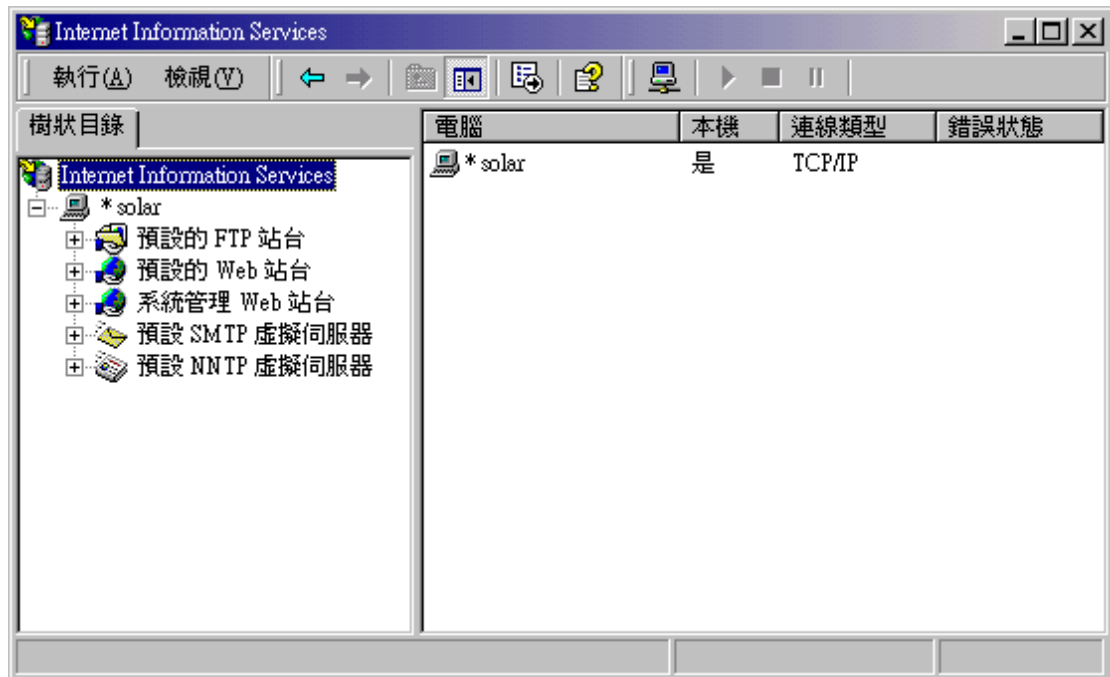 Internet Information Services
執行(A) 檢視(V)
樹狀目錄
Internet Information Services
* solar
預設的 FTP 站台
預設的 Web 站台
系統管理 Web 站台
預設 SMTP 虛擬伺服器
預設 NNTP 虛擬伺服器
電腦 本機 連線類型 錯誤狀態
* solar 是 TCP/IP